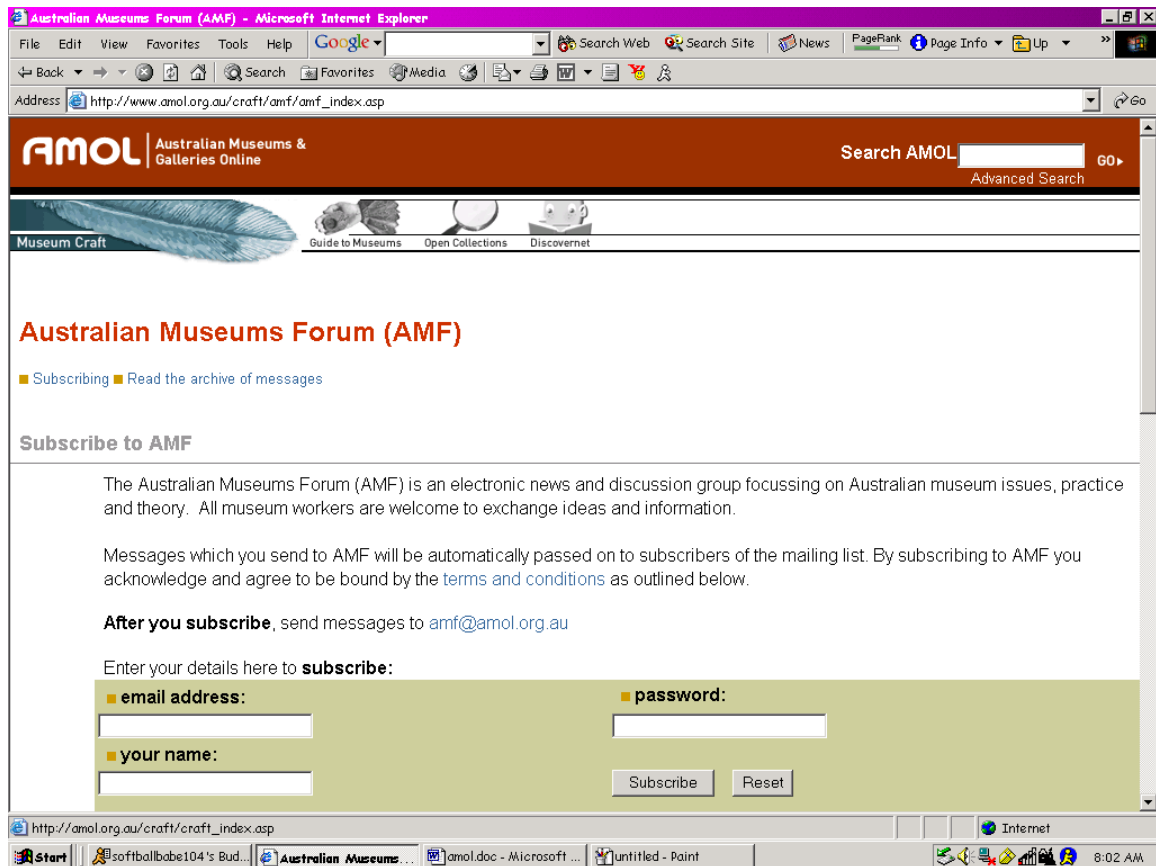 Australian Museums Forum (AMF) - Microsoft Internet Explorer
File Edit View Favorites Tools Help Google Search Web Search Site News PageRank Page Info Up »
Back Search Favorites Media
Address http://www.amol.org.au/craft/amf/amf_index.asp Go
AMOL Australian Museums &
Galleries Online
Search AMOL GO
Advanced Search
Museum Craft Guide to Museums Open Collections Discovernet
Australian Museums Forum (AMF)
Subscribing Read the archive of messages
Subscribe to AMF
The Australian Museums Forum (AMF) is an electronic news and discussion group focussing on Australian museum issues, practice
and theory. All museum workers are welcome to exchange ideas and information.
Messages which you send to AMF will be automatically passed on to subscribers of the mailing list. By subscribing to AMF you
acknowledge and agree to be bound by the terms and conditions as outlined below.
After you subscribe, send messages to amf@amol.org.au
Enter your details here to subscribe:
email address: password:
your name:
Subscribe Reset
http://amol.org.au/craft/craft_index.asp Internet
Start softballbabe104's Bud... Australian Museums... amol.doc - Microsoft ... untitled - Paint 8:02 AM